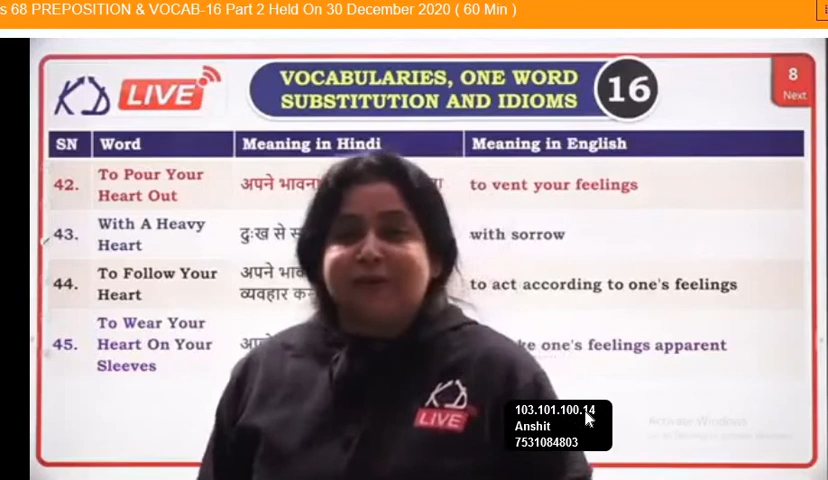 s 68 PREPOSITION & VOCAB-16 Part 2 Held On 30 December 2020 ( 60 Min )
KD LIVE
VOCABULARIES, ONE WORD
SUBSTITUTION AND IDIOMS
16
8
Next
SN Word Meaning in Hindi Meaning in English
42. To Pour Your
Heart Out
अपने to vent your feelings
43. With A Heavy
Heart
दुःख से with sorrow
44. To Follow Your
Heart
अपने
व्यवहार to act according to one's feelings
45. To Wear Your
Heart On Your
Sleeves
one's feelings apparent
KD
LIVE
103.101.100.14
Anshit
7531084803
Activate Windows